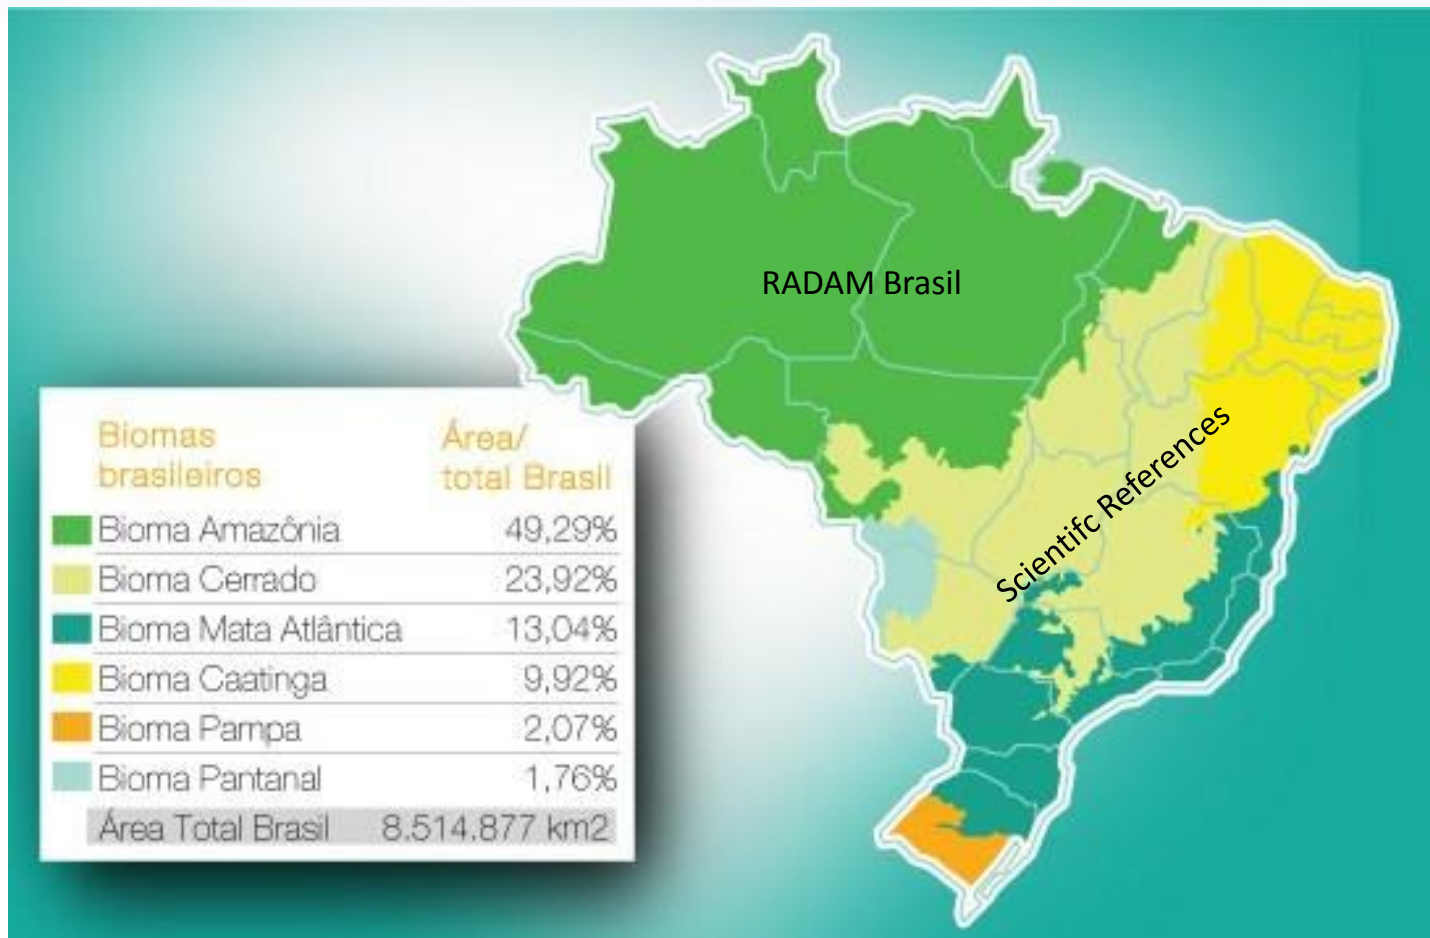 RADAM Brasil
Scientifc References
Biomas Área/
brasileiros total Brasil
Bioma Amazônia 49,29%
Bioma Cerrado 23,92%
Bioma Mata Atlântica 13,04%
Bioma Caatinga 9,92%
Bioma Pampa 2,07%
Bioma Pantanal 1,76%
Área Total Brasil 8.514.877 km2